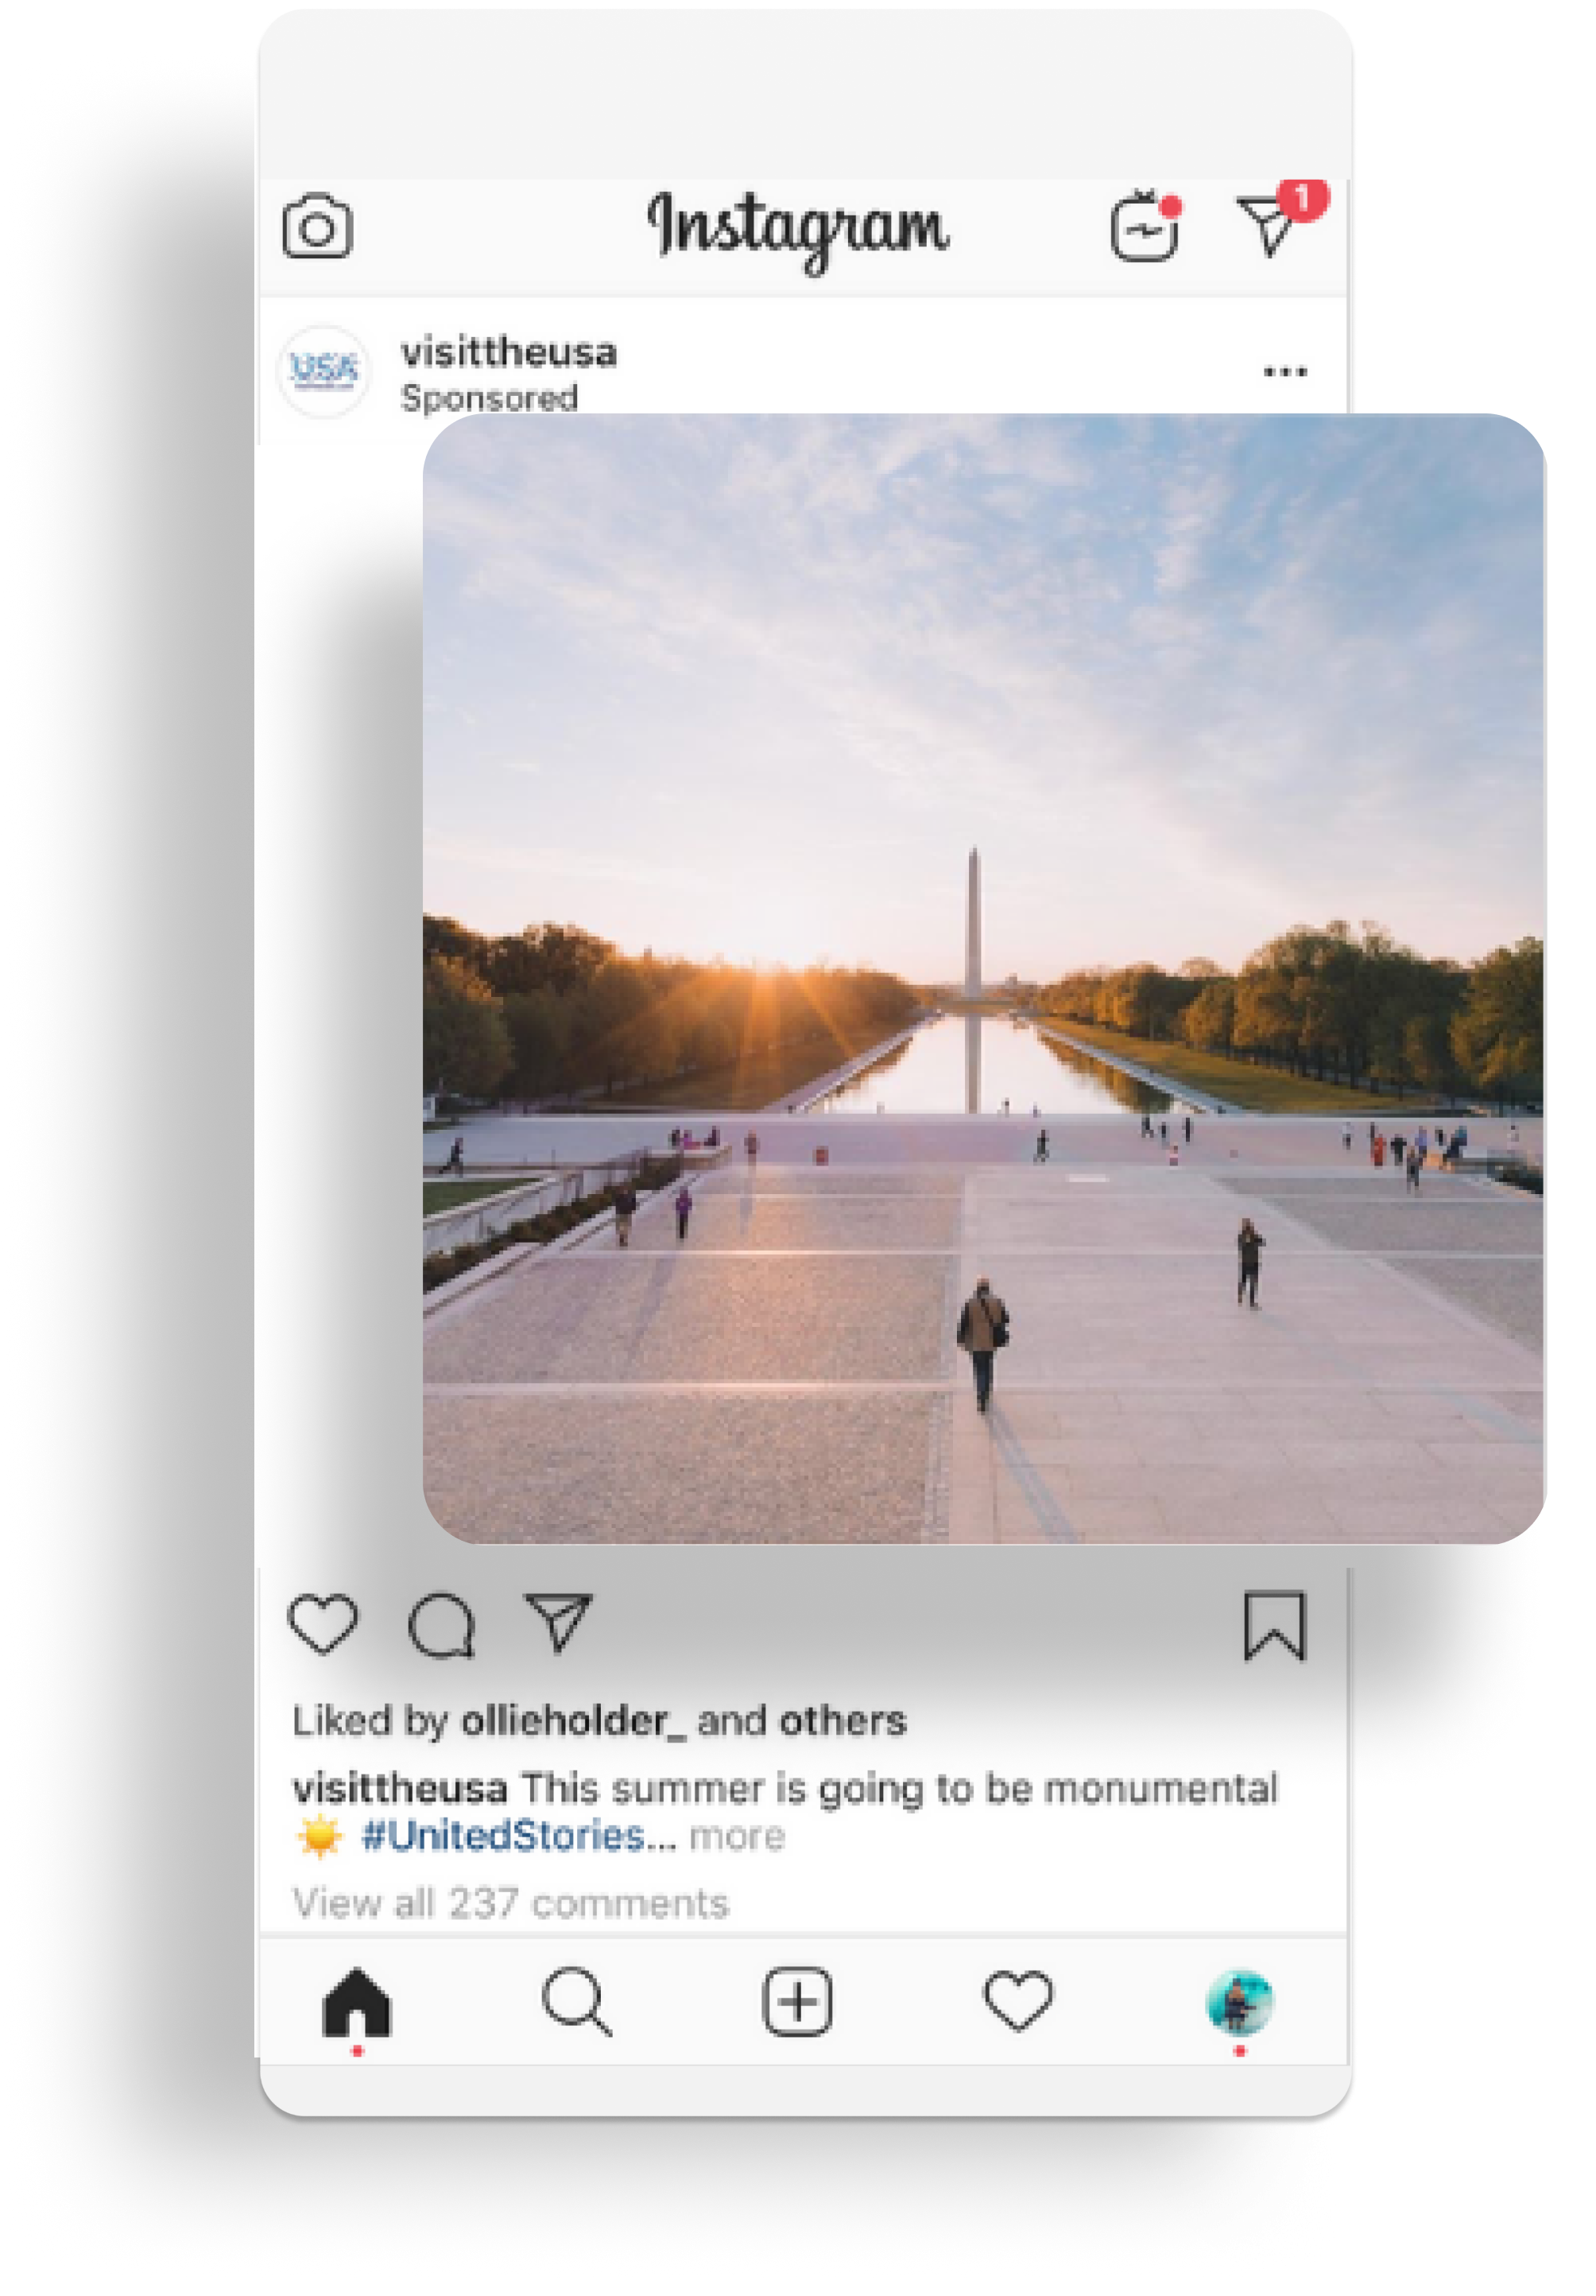 Instagram
1
visittheusa
USA
Sponsored
Liked by ollieholder_ and others
visittheusa This summer is going to be monumental
☀️ #UnitedStories... more
View all 237 comments